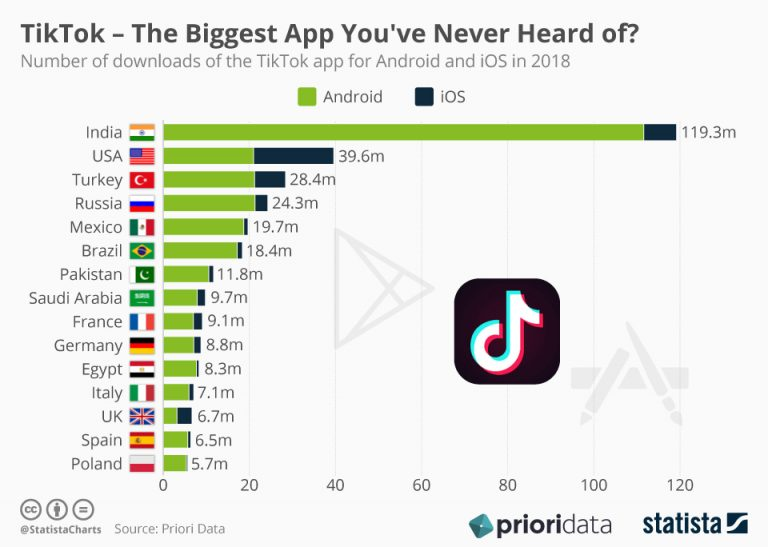 TikTok – The Biggest App You've Never Heard of?
Number of downloads of the TikTok app for Android and iOS in 2018
Android iOS
India 119.3m
USA 39.6m
Turkey 28.4m
Russia 24.3m
Mexico 19.7m
Brazil 18.4m
Pakistan 11.8m
Saudi Arabia 9.7m
France 9.1m
Germany 8.8m
Egypt 8.3m
Italy 7.1m
UK 6.7m
Spain 6.5m
Poland 5.7m
0 20 40 60 80 100 120
cc
@StatistaCharts Source: Priori Data
prioridata
statista